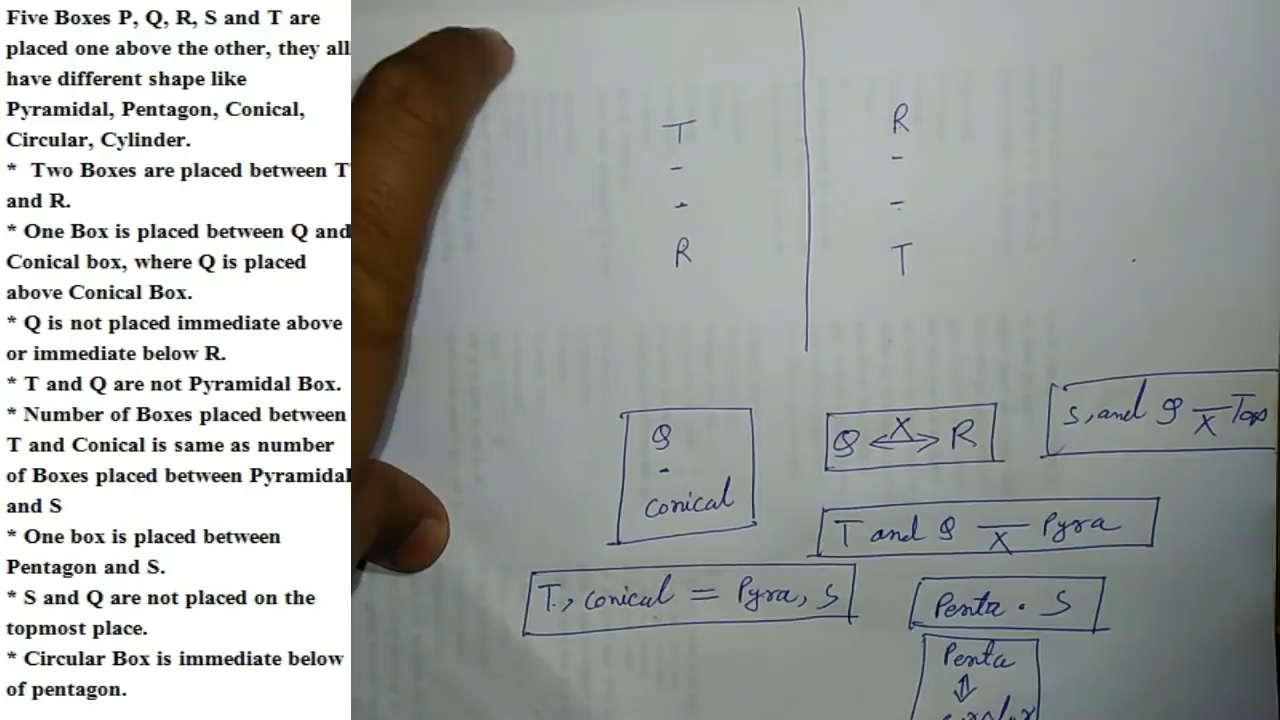 Five Boxes P, Q, R, S and T are
placed one above the other, they all
have different shape like
Pyramidal, Pentagon, Conical,
Circular, Cylinder.
* Two Boxes are placed between T
and R.
* One Box is placed between Q and
Conical box, where Q is placed
above Conical Box.
* Q is not placed immediate above
or immediate below R.
* T and Q are not Pyramidal Box.
* Number of Boxes placed between
T and Conical is same as number
of Boxes placed between Pyramidal
and S
* One box is placed between
Pentagon and S.
* S and Q are not placed on the
topmost place.
* Circular Box is immediate below
of pentagon.
T
-
-
R
R
-
-
T
Q
-
conical
Q <-X-> R
S, and Q X Top
T and Q X Pyra
T, conical = Pyra, S
Penta . S
Penta
↕